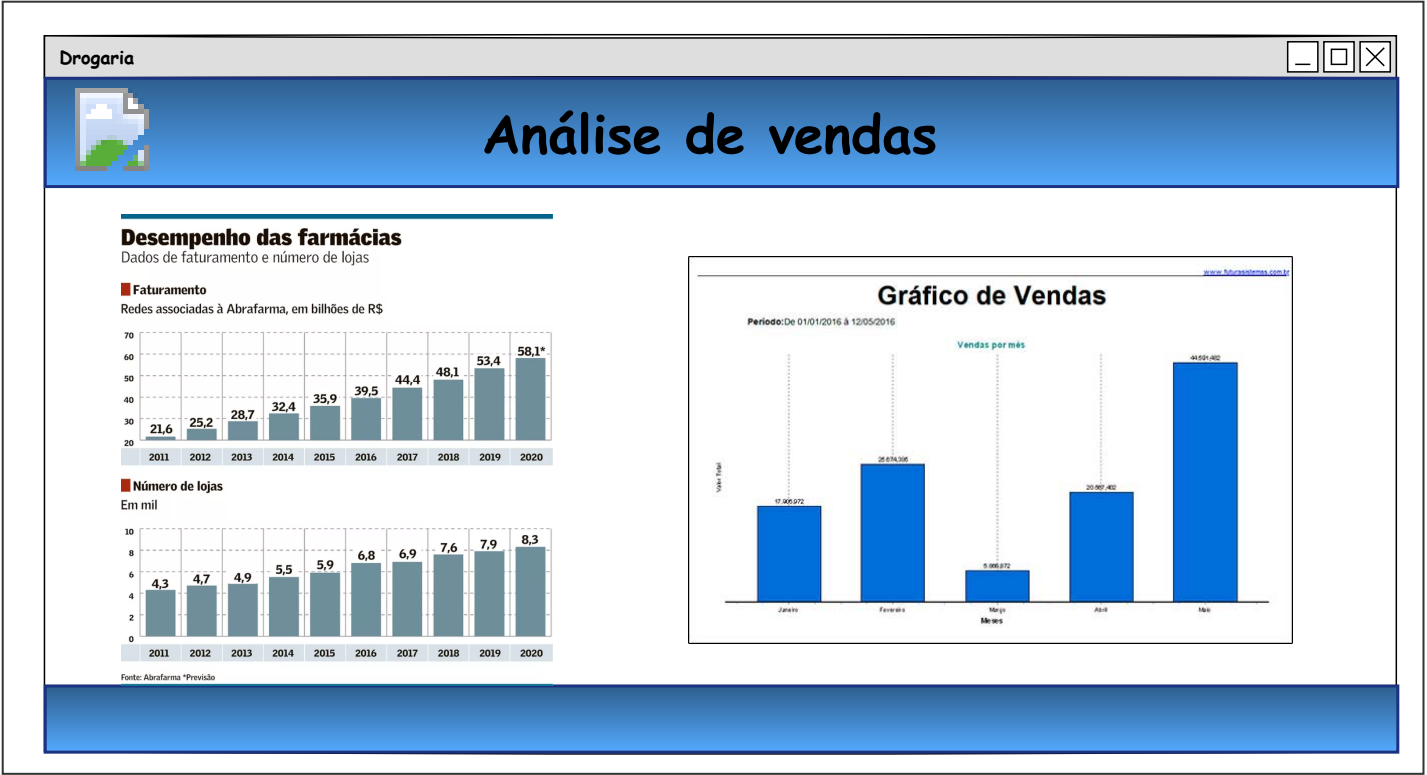 Drogaria
Análise de vendas
Desempenho das farmácias
Dados de faturamento e número de lojas
Faturamento
Redes associadas à Abrafarma, em bilhões de R$
70
60
50
40
30
20
21,6
25,2
28,7
32,4
35,9
39,5
44,4
48,1
53,4
58,1*
2011 2012 2013 2014 2015 2016 2017 2018 2019 2020
Número de lojas
Em mil
10
8
6
4
2
0
4,3
4,7
4,9
5,5
5,9
6,8
6,9
7,6
7,9
8,3
2011 2012 2013 2014 2015 2016 2017 2018 2019 2020
Fonte: Abrafarma *Previsão
www.futurasistemas.com.br
Gráfico de Vendas
Período:De 01/01/2016 à 12/05/2016
Vendas por mês
Valor Total
Janeiro Fevereiro Março Abril Maio
Meses